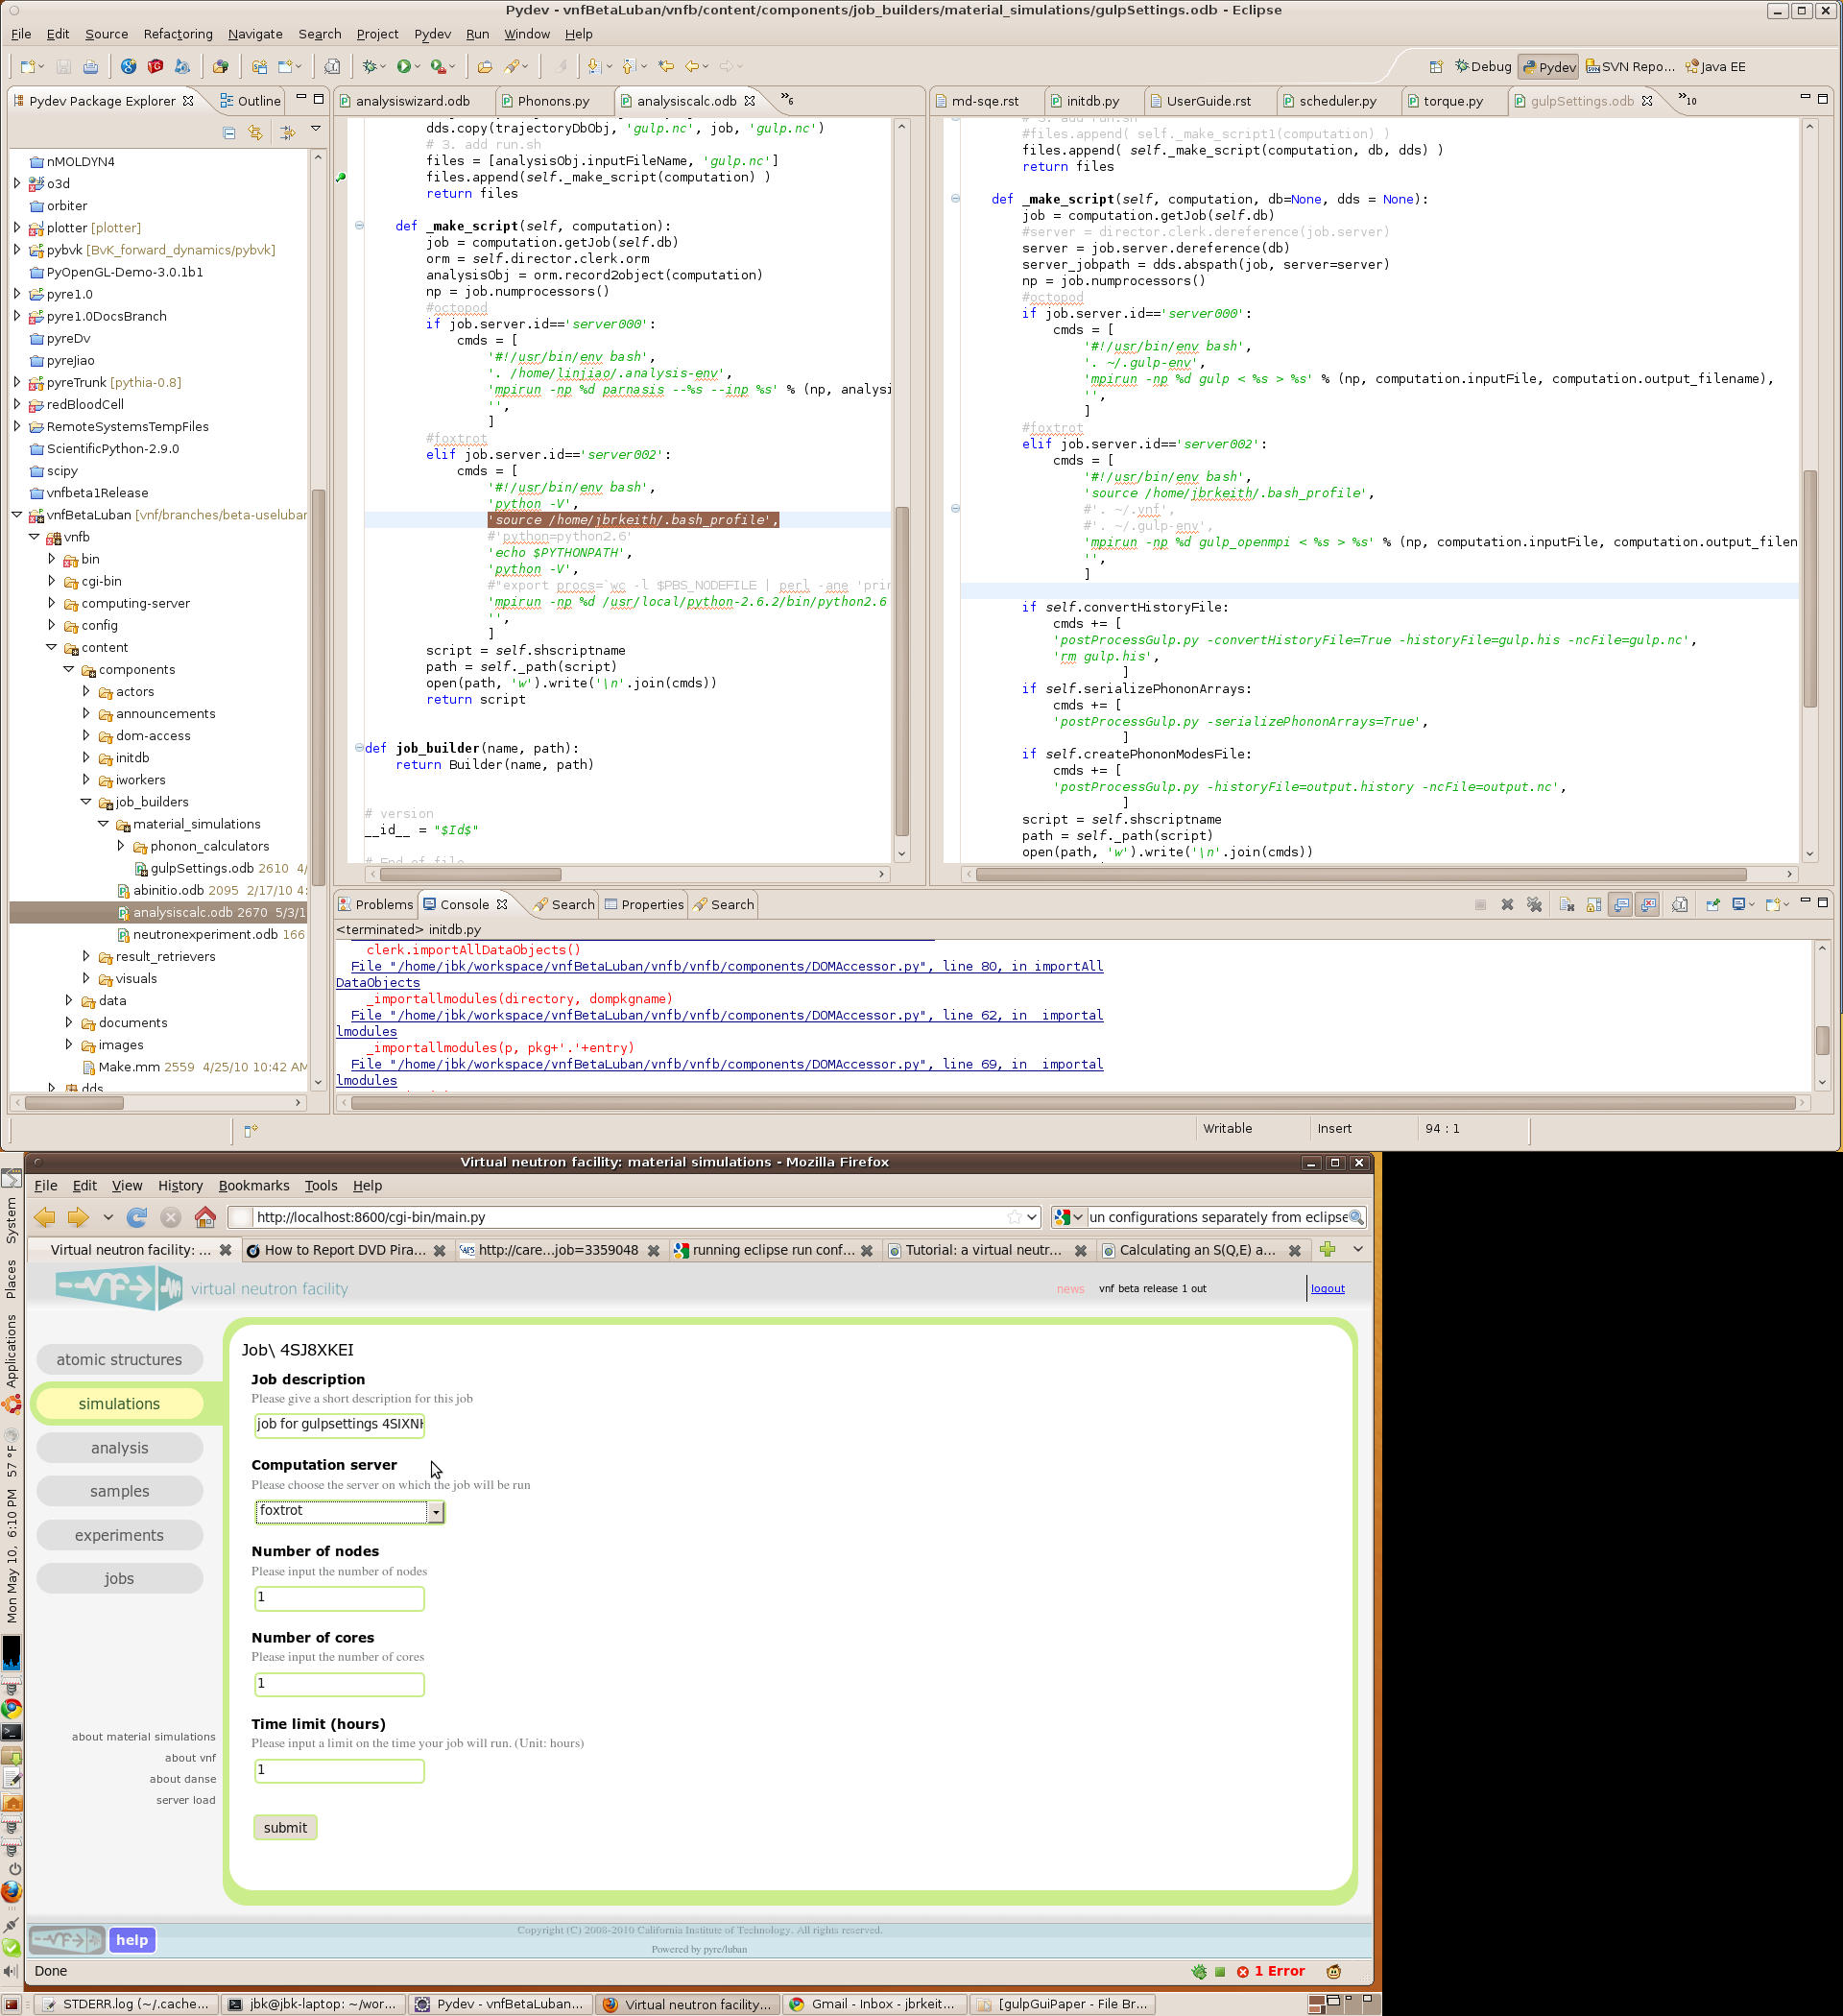 Pydev - vnfBetaLuban/vnfb/content/components/job_builders/material_simulations/gulpSettings.odb - Eclipse
File Edit Source Refactoring Navigate Search Project Pydev Run Window Help
Debug Pydev SVN Repo... Java EE
Pydev Package Explorer Outline
nMOLDYN4
o3d
orbiter
plotter [plotter]
pybvk [BvK_forward_dynamics/pybvk]
PyOpenGL-Demo-3.0.1b1
pyre1.0
pyre1.0DocsBranch
pyreDv
pyreJiao
pyreTrunk [pythia-0.8]
redBloodCell
RemoteSystemsTempFiles
ScientificPython-2.9.0
scipy
vnfbeta1Release
vnfBetaLuban [vnf/branches/beta-useluban
vnfb
bin
cgi-bin
computing-server
config
content
components
actors
announcements
dom-access
initdb
iworkers
job_builders
material_simulations
phonon_calculators
gulpSettings.odb 2610 4/
abinitio.odb 2095 2/17/10 4:
analysiscalc.odb 2670 5/3/1
neutronexperiment.odb 166
result_retrievers
visuals
data
documents
images
Make.mm 2559 4/25/10 10:42 AM
dds
analysiswizard.odb Phonons.py analysiscalc.odb »6
dds.copy(trajectoryDbObj, 'gulp.nc', job, 'gulp.nc')
# 3. add run.sh
files = [analysisObj.inputFileName, 'gulp.nc']
files.append(self._make_script(computation) )
return files
def _make_script(self, computation):
job = computation.getJob(self.db)
orm = self.director.clerk.orm
analysisObj = orm.record2object(computation)
np = job.numprocessors()
#octopod
if job.server.id=='server000':
cmds = [
'#!/usr/bin/env bash',
'. /home/linjiao/.analysis-env',
'mpirun -np %d parnasis --%s --inp %s' % (np, analysi
'',
]
#foxtrot
elif job.server.id=='server002':
cmds = [
'#!/usr/bin/env bash',
'python -V',
'source /home/jbrkeith/.bash_profile',
#'python=python2.6'
'echo $PYTHONPATH',
'python -V',
#"export procs=`wc -l $PBS_NODEFILE | perl -ane 'prin
'mpirun -np %d /usr/local/python-2.6.2/bin/python2.6
'',
]
script = self.shscriptname
path = self._path(script)
open(path, 'w').write('\n'.join(cmds))
return script
def job_builder(name, path):
return Builder(name, path)
# version
__id__ = "$Id$"
# End of file
md-sqe.rst initdb.py UserGuide.rst scheduler.py torque.py gulpSettings.odb »10
# 3. add run.sh
#files.append( self._make_script1(computation) )
files.append( self._make_script(computation, db, dds) )
return files
def _make_script(self, computation, db=None, dds = None):
job = computation.getJob(self.db)
#server = director.clerk.dereference(job.server)
server = job.server.dereference(db)
server_jobpath = dds.abspath(job, server=server)
np = job.numprocessors()
#octopod
if job.server.id=='server000':
cmds = [
'#!/usr/bin/env bash',
'. ~/.gulp-env',
'mpirun -np %d gulp < %s > %s' % (np, computation.inputFile, computation.output_filename),
'',
]
#foxtrot
elif job.server.id=='server002':
cmds = [
'#!/usr/bin/env bash',
'source /home/jbrkeith/.bash_profile',
#'. ~/.vnf',
#'. ~/.gulp-env',
'mpirun -np %d gulp_openmpi < %s > %s' % (np, computation.inputFile, computation.output_filen
'',
]
if self.convertHistoryFile:
cmds += [
'postProcessGulp.py -convertHistoryFile=True -historyFile=gulp.his -ncFile=gulp.nc',
'rm gulp.his',
]
if self.serializePhononArrays:
cmds += [
'postProcessGulp.py -serializePhononArrays=True',
]
if self.createPhononModesFile:
cmds += [
'postProcessGulp.py -historyFile=output.history -ncFile=output.nc',
]
script = self.shscriptname
path = self._path(script)
open(path, 'w').write('\n'.join(cmds))
Problems Console Search Properties Search
<terminated> initdb.py
clerk.importAllDataObjects()
File "/home/jbk/workspace/vnfBetaLuban/vnfb/vnfb/components/DOMAccessor.py", line 80, in importAll
DataObjects
_importallmodules(directory, dompkgname)
File "/home/jbk/workspace/vnfBetaLuban/vnfb/vnfb/components/DOMAccessor.py", line 62, in _importal
lmodules
_importallmodules(p, pkg+'.'+entry)
File "/home/jbk/workspace/vnfBetaLuban/vnfb/vnfb/components/DOMAccessor.py", line 69, in _importal
lmodules
Writable Insert 94 : 1
System
Places
Applications
57 °F
Mon May 10, 6:10 PM
Virtual neutron facility: material simulations - Mozilla Firefox
File Edit View History Bookmarks Tools Help
http://localhost:8600/cgi-bin/main.py
un configurations separately from eclipse
Virtual neutron facility: ... How to Report DVD Pira... http://care...job=3359048 running eclipse run conf... Tutorial: a virtual neutr... Calculating an S(Q,E) a...
virtual neutron facility
news vnf beta release 1 out logout
atomic structures
simulations
analysis
samples
experiments
jobs
about material simulations
about vnf
about danse
server load
Job\ 4SJ8XKEI
Job description
Please give a short description for this job
job for gulpsettings 4SIXNH
Computation server
Please choose the server on which the job will be run
foxtrot
Number of nodes
Please input the number of nodes
1
Number of cores
Please input the number of cores
1
Time limit (hours)
Please input a limit on the time your job will run. (Unit: hours)
1
submit
help
Copyright (C) 2008-2010 California Institute of Technology. All rights reserved.
Powered by pyre/luban
Done
1 Error
STDERR.log (~/.cache... jbk@jbk-laptop: ~/wor... Pydev - vnfBetaLuban... Virtual neutron facility... Gmail - Inbox - jbrkeit... [gulpGuiPaper - File Br...